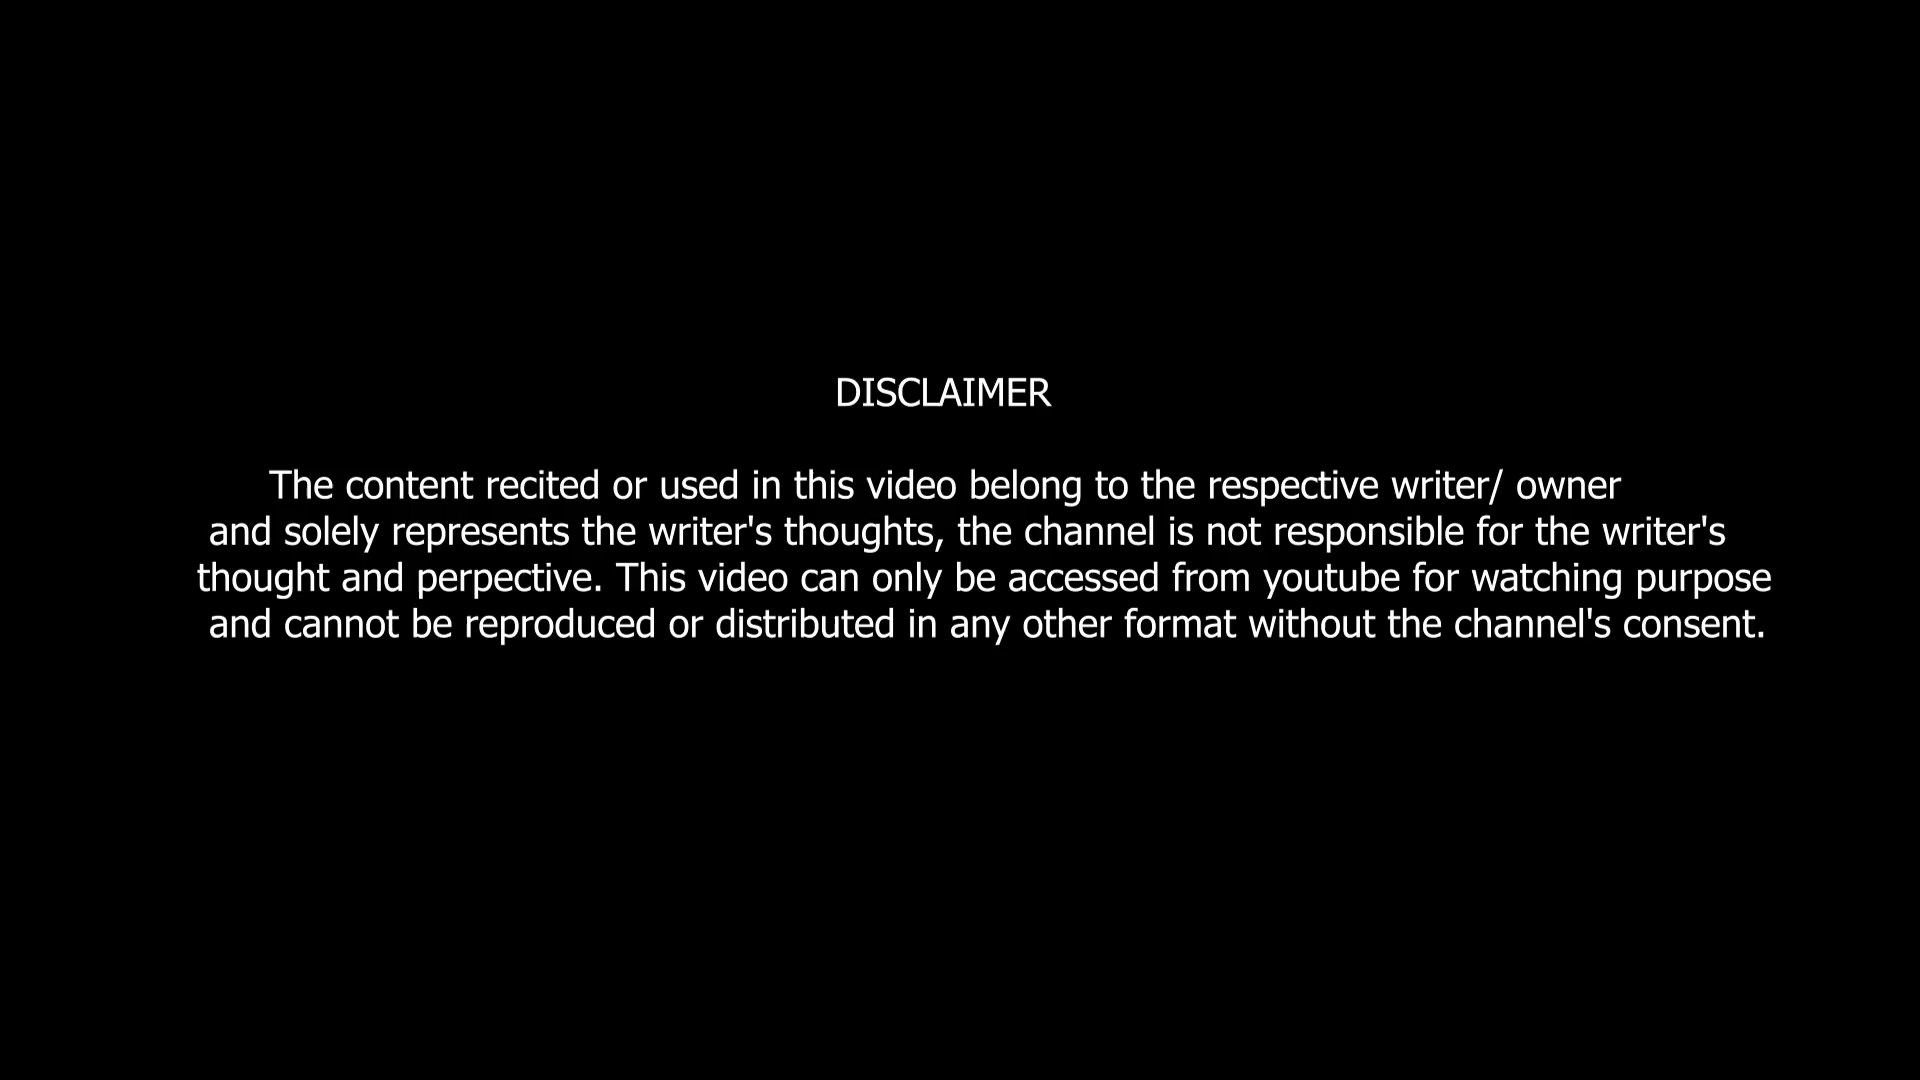 DISCLAIMER
The content recited or used in this video belong to the respective writer/ owner
and solely represents the writer's thoughts, the channel is not responsible for the writer's
thought and perpective. This video can only be accessed from youtube for watching purpose
and cannot be reproduced or distributed in any other format without the channel's consent.